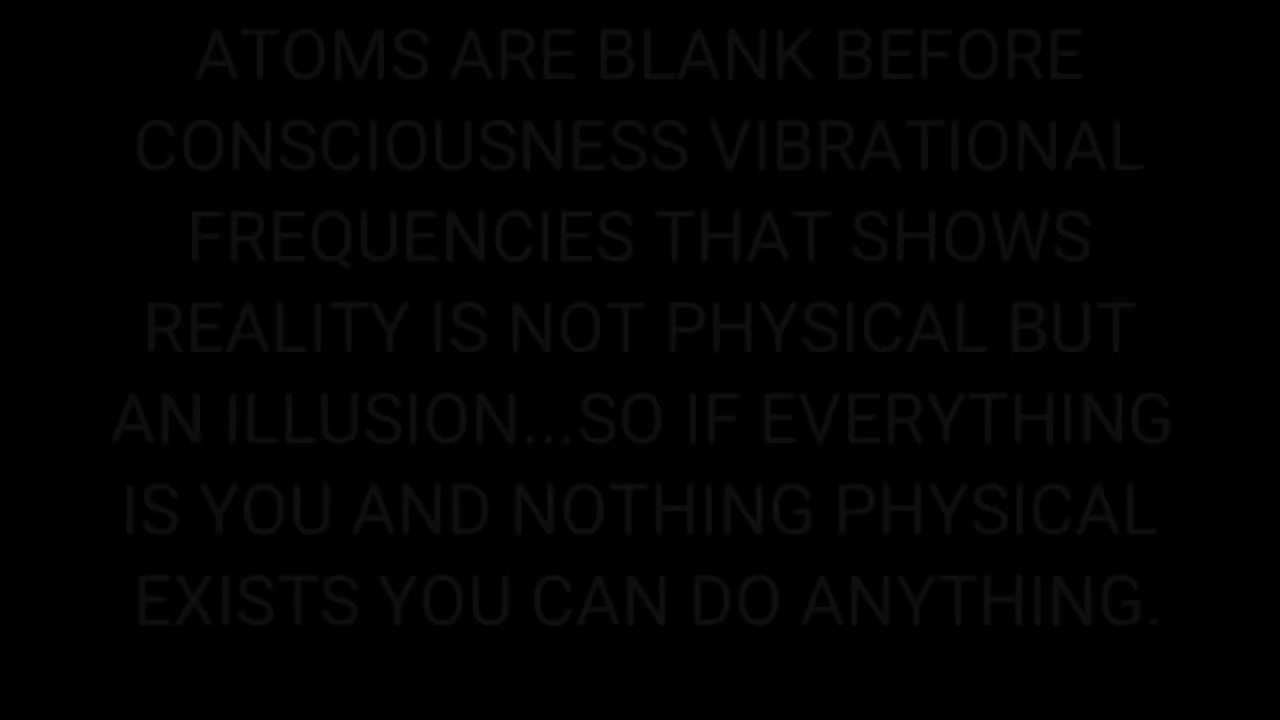 ATOMS ARE BLANK BEFORE
CONSCIOUSNESS VIBRATIONAL
FREQUENCIES THAT SHOWS
REALITY IS NOT PHYSICAL BUT
AN ILLUSION...SO IF EVERYTHING
IS YOU AND NOTHING PHYSICAL
EXISTS YOU CAN DO ANYTHING.